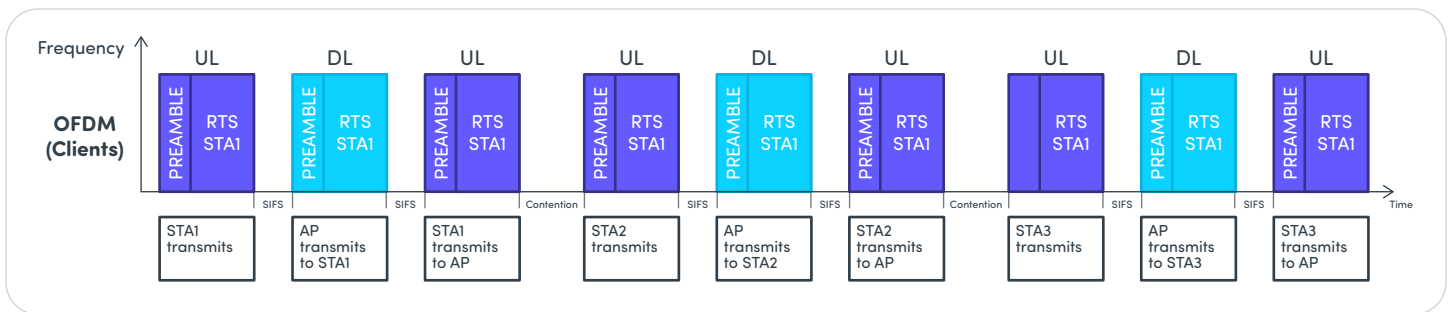 Frequency
UL
DL
UL
UL
DL
UL
UL
DL
UL
OFDM
(Clients)
PREAMBLE
RTS
STA1
PREAMBLE
RTS
STA1
PREAMBLE
RTS
STA1
PREAMBLE
RTS
STA1
PREAMBLE
RTS
STA1
PREAMBLE
RTS
STA1
RTS
STA1
PREAMBLE
RTS
STA1
PREAMBLE
RTS
STA1
SIFS
SIFS
Contention
SIFS
SIFS
Contention
SIFS
SIFS
Time
STA1
transmits
AP
transmits
to STA1
STA1
transmits
to AP
STA2
transmits
AP
transmits
to STA2
STA2
transmits
to AP
STA3
transmits
AP
transmits
to STA3
STA3
transmits
to AP